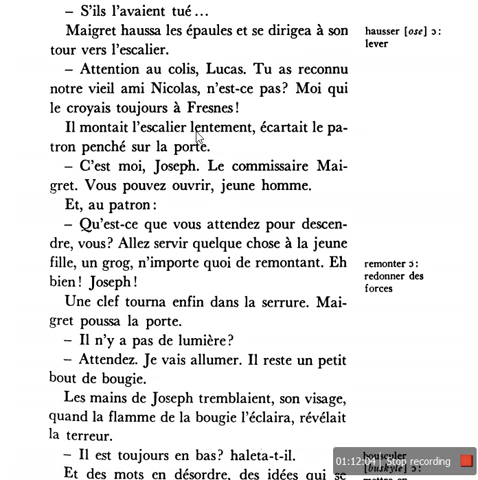 – S'ils l'avaient tué ...
Maigret haussa les épaules et se dirigea à son
tour vers l'escalier.
– Attention au colis, Lucas. Tu as reconnu
notre vieil ami Nicolas, n'est-ce pas? Moi qui
le croyais toujours à Fresnes!
Il montait l'escalier lentement, écartait le pa-
tron penché sur la porte.
– C'est moi, Joseph. Le commissaire Mai-
gret. Vous pouvez ouvrir, jeune homme.
Et, au patron:
– Qu'est-ce que vous attendez pour descen-
dre, vous? Allez servir quelque chose à la jeune
fille, un grog, n'importe quoi de remontant. Eh
bien! Joseph!
Une clef tourna enfin dans la serrure. Mai-
gret poussa la porte.
– Il n'y a pas de lumière?
– Attendez. Je vais allumer. Il reste un petit
bout de bougie.
Les mains de Joseph tremblaient, son visage,
quand la flamme de la bougie l'éclaira, révélait
la terreur.
– Il est toujours en bas? haleta-t-il.
Et des mots en désordre, des idées qui se
hausser [ose] ɔ:
lever
remonter ɔ:
redonner des
forces
bousculer
[buskyle] ɔ:
01:12:04 | Stop recording